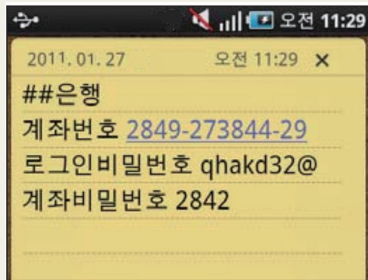 오전 11:29
2011. 01. 27 오전 11:29 ×
##은행
계좌번호 2849-273844-29
로그인비밀번호 qhakd32@
계좌비밀번호 2842